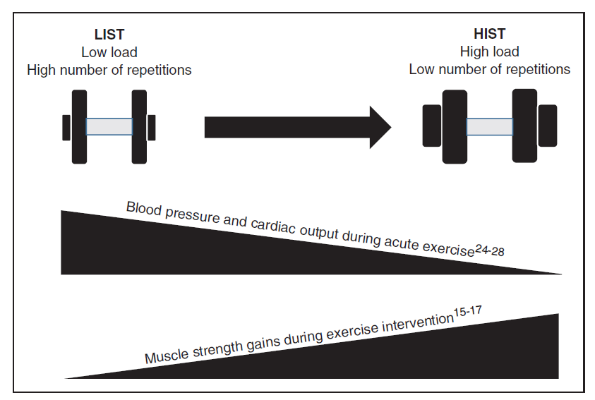 LIST
Low load
High number of repetitions
HIST
High load
Low number of repetitions
Blood pressure and cardiac output during acute exercise24-28
Muscle strength gains during exercise intervention15-17